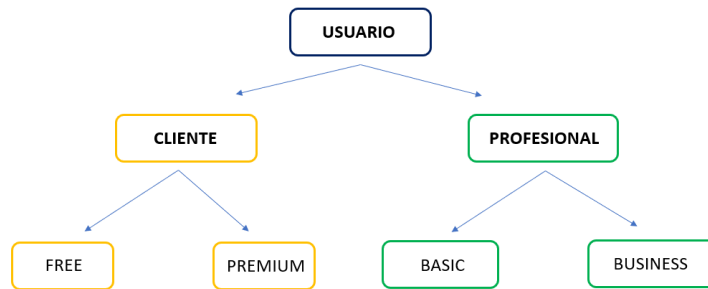 USUARIO
CLIENTE
PROFESIONAL
FREE
PREMIUM
BASIC
BUSINESS